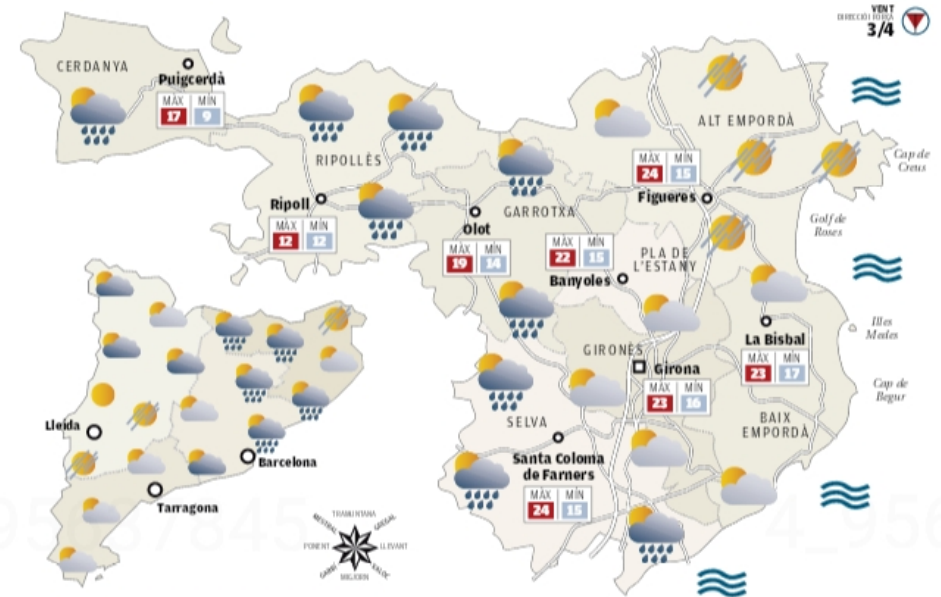 VENT
DIRECCIÓ I FORÇA
3/4
CERDANYA
Puigcerdà
MÀX MÍN
17 9
RIPOLLÈS
Ripoll
MÀX MÍN
12 12
Olot
MÀX MÍN
19 14
GARROTXA
ALT EMPORDÀ
MÀX MÍN
24 15
Figueres
Cap de
Creus
Golf de
Roses
MÀX MÍN
22 15
Banyoles
PLA DE
L'ESTANY
La Bisbal
MÀX MÍN
23 17
Illes
Medes
GIRONÈS
Girona
MÀX MÍN
23 16
Cap de
Begur
BAIX
EMPORDÀ
SELVA
Santa Coloma
de Farners
MÀX MÍN
24 15
Lleida
Barcelona
Tarragona
TRAMUNTANA
MESTRAL GREGAL
PONENT LLEVANT
GARBÍ XALOC
MIGJORN